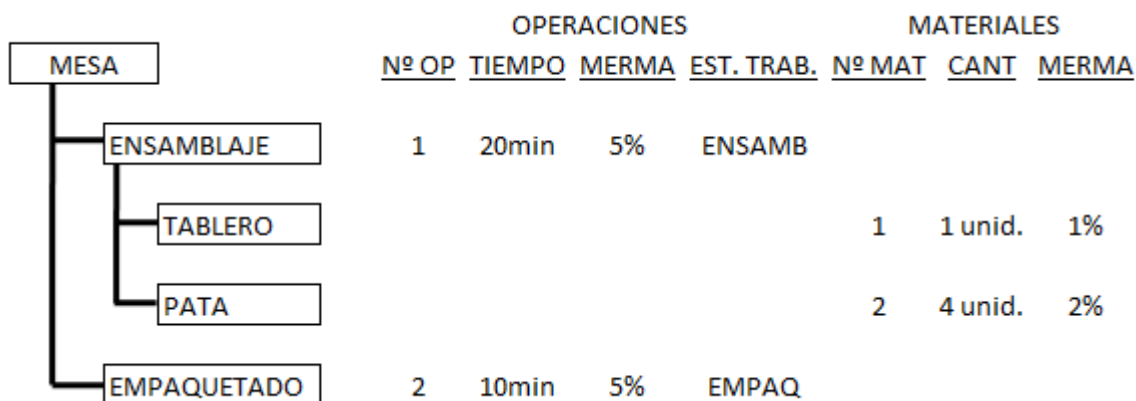 OPERACIONES MATERIALES
MESA Nº OP TIEMPO MERMA EST. TRAB. Nº MAT CANT MERMA
ENSAMBLAJE 1 20min 5% ENSAMB
TABLERO 1 1 unid. 1%
PATA 2 4 unid. 2%
EMPAQUETADO 2 10min 5% EMPAQ